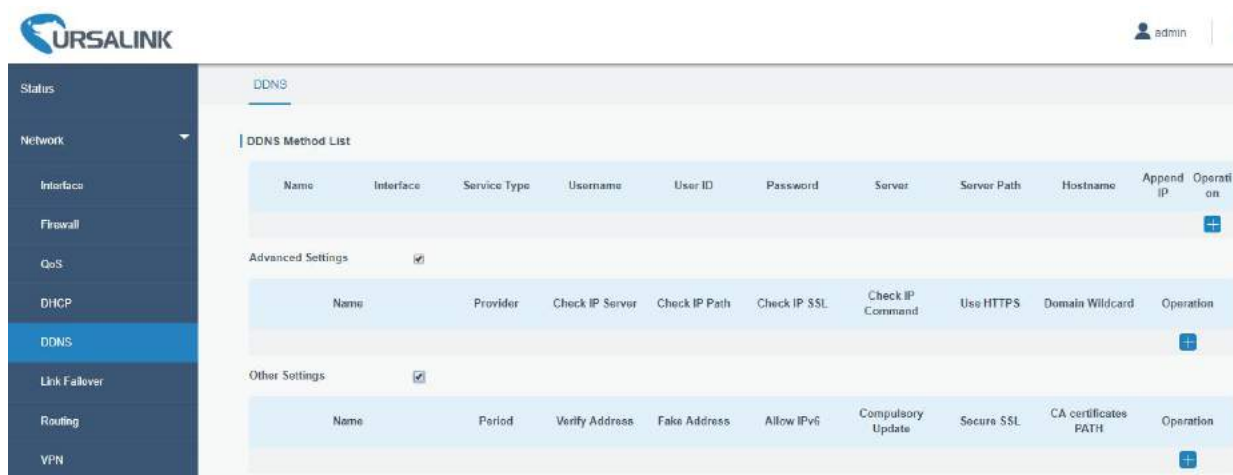 URSALINK
admin
Status
DDNS
Network
DDNS Method List
Interface
Name Interface Service Type Username User ID Password Server Server Path Hostname Append IP Operati on
Firewall
QoS
Advanced Settings
DHCP
Name Provider Check IP Server Check IP Path Check IP SSL Check IP Command Use HTTPS Domain Wildcard Operation
DDNS
Link Failover
Other Settings
Routing
Name Period Verify Address Fake Address Allow IPv6 Compulsory Update Secure SSL CA certificates PATH Operation
VPN